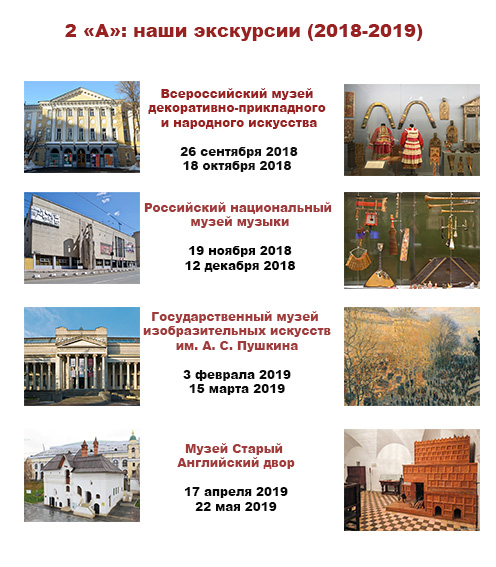 2 «А»: наши экскурсии (2018-2019)
Всероссийский музей
декоративно-прикладного
и народного искусства
26 сентября 2018
18 октября 2018
Российский национальный
музей музыки
19 ноября 2018
12 декабря 2018
Государственный музей
изобразительных искусств
им. А. С. Пушкина
3 февраля 2019
15 марта 2019
Музей Старый
Английский двор
17 апреля 2019
22 мая 2019